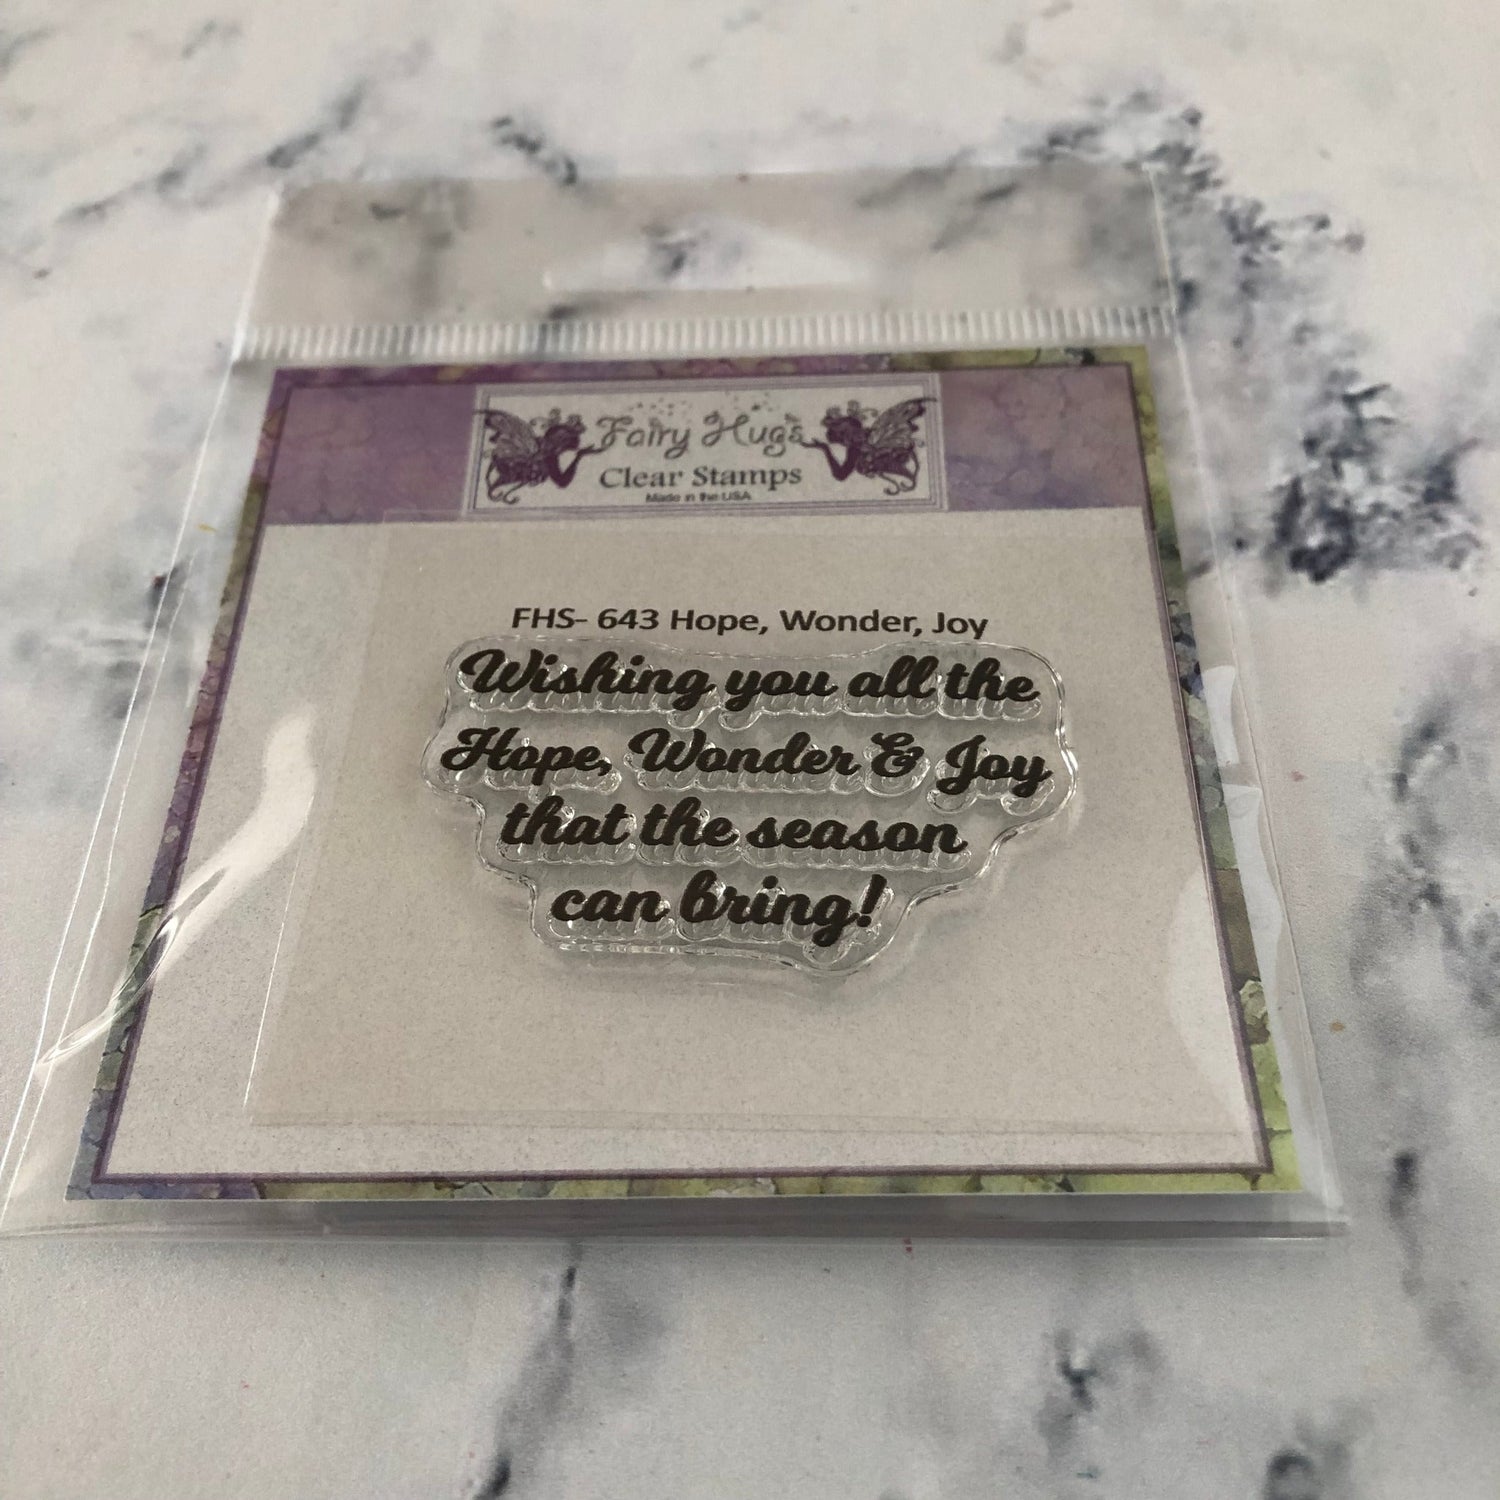 Fairy Hugs
Clear Stamps
Made in the USA
FHS- 643 Hope, Wonder, Joy
Wishing you all the
Hope, Wonder & Joy
that the season
can bring!